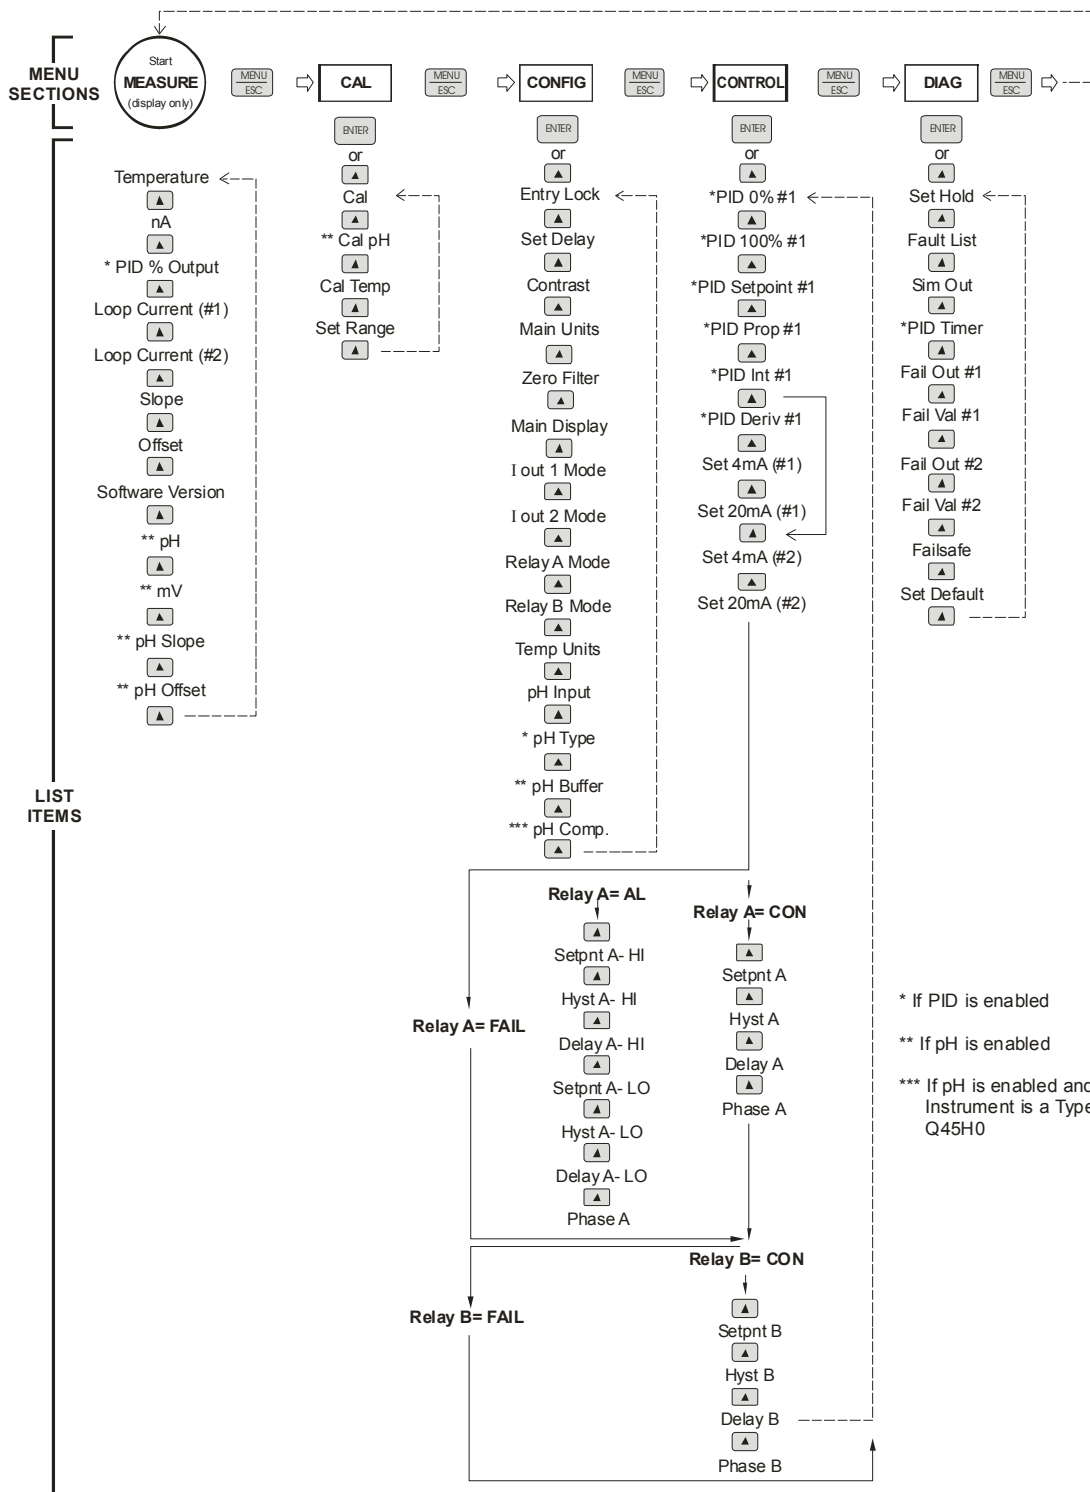 MENU
SECTIONS
Start
MEASURE
(display only)
MENU
ESC
CAL
MENU
ESC
CONFIG
MENU
ESC
CONTROL
MENU
ESC
DIAG
MENU
ESC
LIST
ITEMS
Temperature
nA
* PID % Output
Loop Current (#1)
Loop Current (#2)
Slope
Offset
Software Version
** pH
** mV
** pH Slope
** pH Offset
ENTER
or
Cal
** Cal pH
Cal Temp
Set Range
ENTER
or
Entry Lock
Set Delay
Contrast
Main Units
Zero Filter
Main Display
I out 1 Mode
I out 2 Mode
Relay A Mode
Relay B Mode
Temp Units
pH Input
* pH Type
** pH Buffer
*** pH Comp.
ENTER
or
*PID 0% #1
*PID 100% #1
*PID Setpoint #1
*PID Prop #1
*PID Int #1
*PID Deriv #1
Set 4mA (#1)
Set 20mA (#1)
Set 4mA (#2)
Set 20mA (#2)
ENTER
or
Set Hold
Fault List
Sim Out
*PID Timer
Fail Out #1
Fail Val #1
Fail Out #2
Fail Val #2
Failsafe
Set Default
Relay A= FAIL
Relay A= AL
Setpnt A- HI
Hyst A- HI
Delay A- HI
Setpnt A- LO
Hyst A- LO
Delay A- LO
Phase A
Relay A= CON
Setpnt A
Hyst A
Delay A
Phase A
* If PID is enabled
** If pH is enabled
*** If pH is enabled and
Instrument is a Type
Q45H0
Relay B= FAIL
Relay B= CON
Setpnt B
Hyst B
Delay B
Phase B